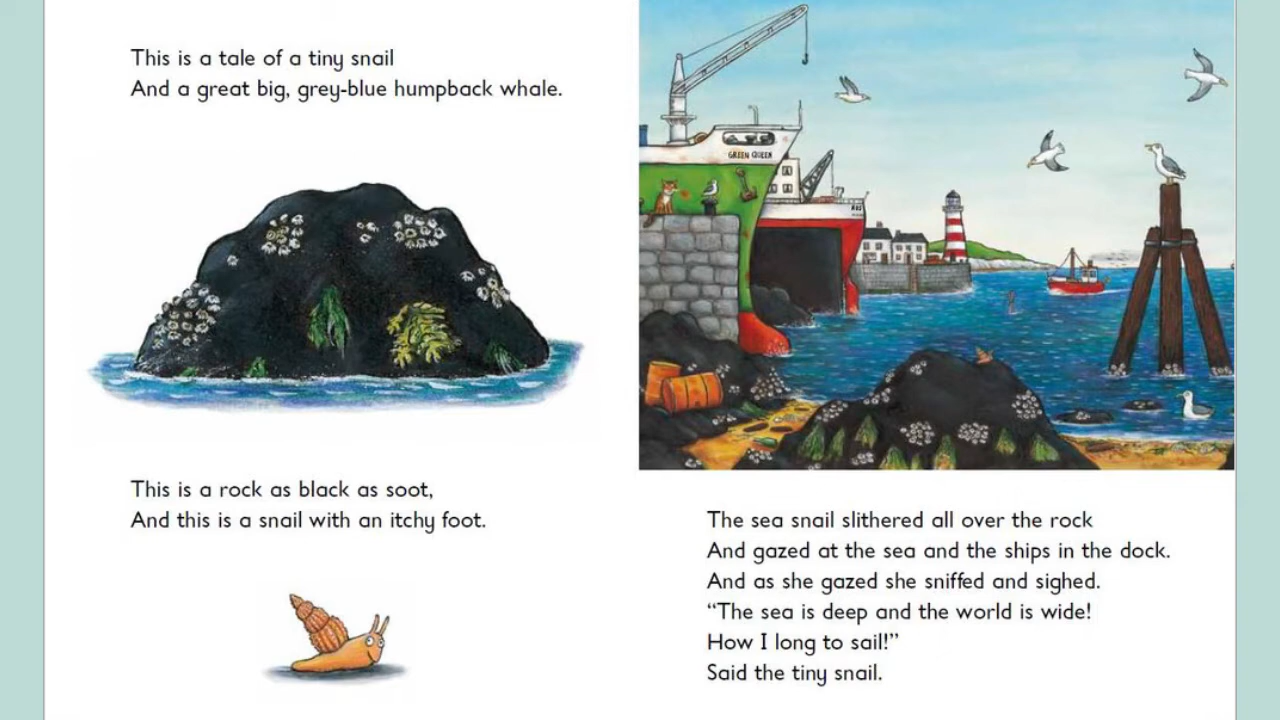 This is a tale of a tiny snail
And a great big, grey-blue humpback whale.
This is a rock as black as soot,
And this is a snail with an itchy foot.
GREEN QUEEN
The sea snail slithered all over the rock
And gazed at the sea and the ships in the dock.
And as she gazed she sniffed and sighed.
“The sea is deep and the world is wide!
How I long to sail!”
Said the tiny snail.